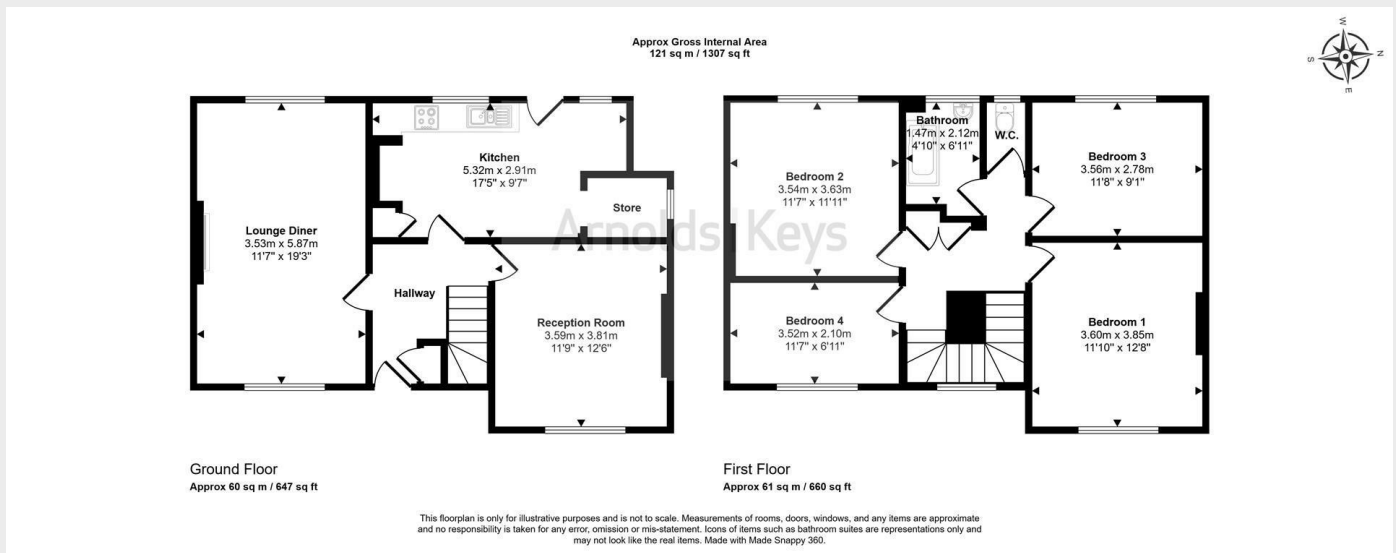 Approx Gross Internal Area
121 sq m / 1307 sq ft
W
N
S
E
Kitchen
5.32m x 2.91m
17'5" x 9'7"
Store
Lounge Diner
3.53m x 5.87m
11'7" x 19'3"
Hallway
Reception Room
3.59m x 3.81m
11'9" x 12'6"
Bathroom
1.47m x 2.12m
4'10" x 6'11"
W.C.
Bedroom 3
3.56m x 2.78m
11'8" x 9'1"
Bedroom 2
3.54m x 3.63m
11'7" x 11'11"
Bedroom 4
3.52m x 2.10m
11'7" x 6'11"
Bedroom 1
3.60m x 3.85m
11'10" x 12'8"
Arnolds | Keys
Ground Floor
Approx 60 sq m / 647 sq ft
First Floor
Approx 61 sq m / 660 sq ft
This floorplan is only for illustrative purposes and is not to scale. Measurements of rooms, doors, windows, and any items are approximate
and no responsibility is taken for any error, omission or mis-statement. Icons of items such as bathroom suites are representations only and
may not look like the real items. Made with Made Snappy 360.